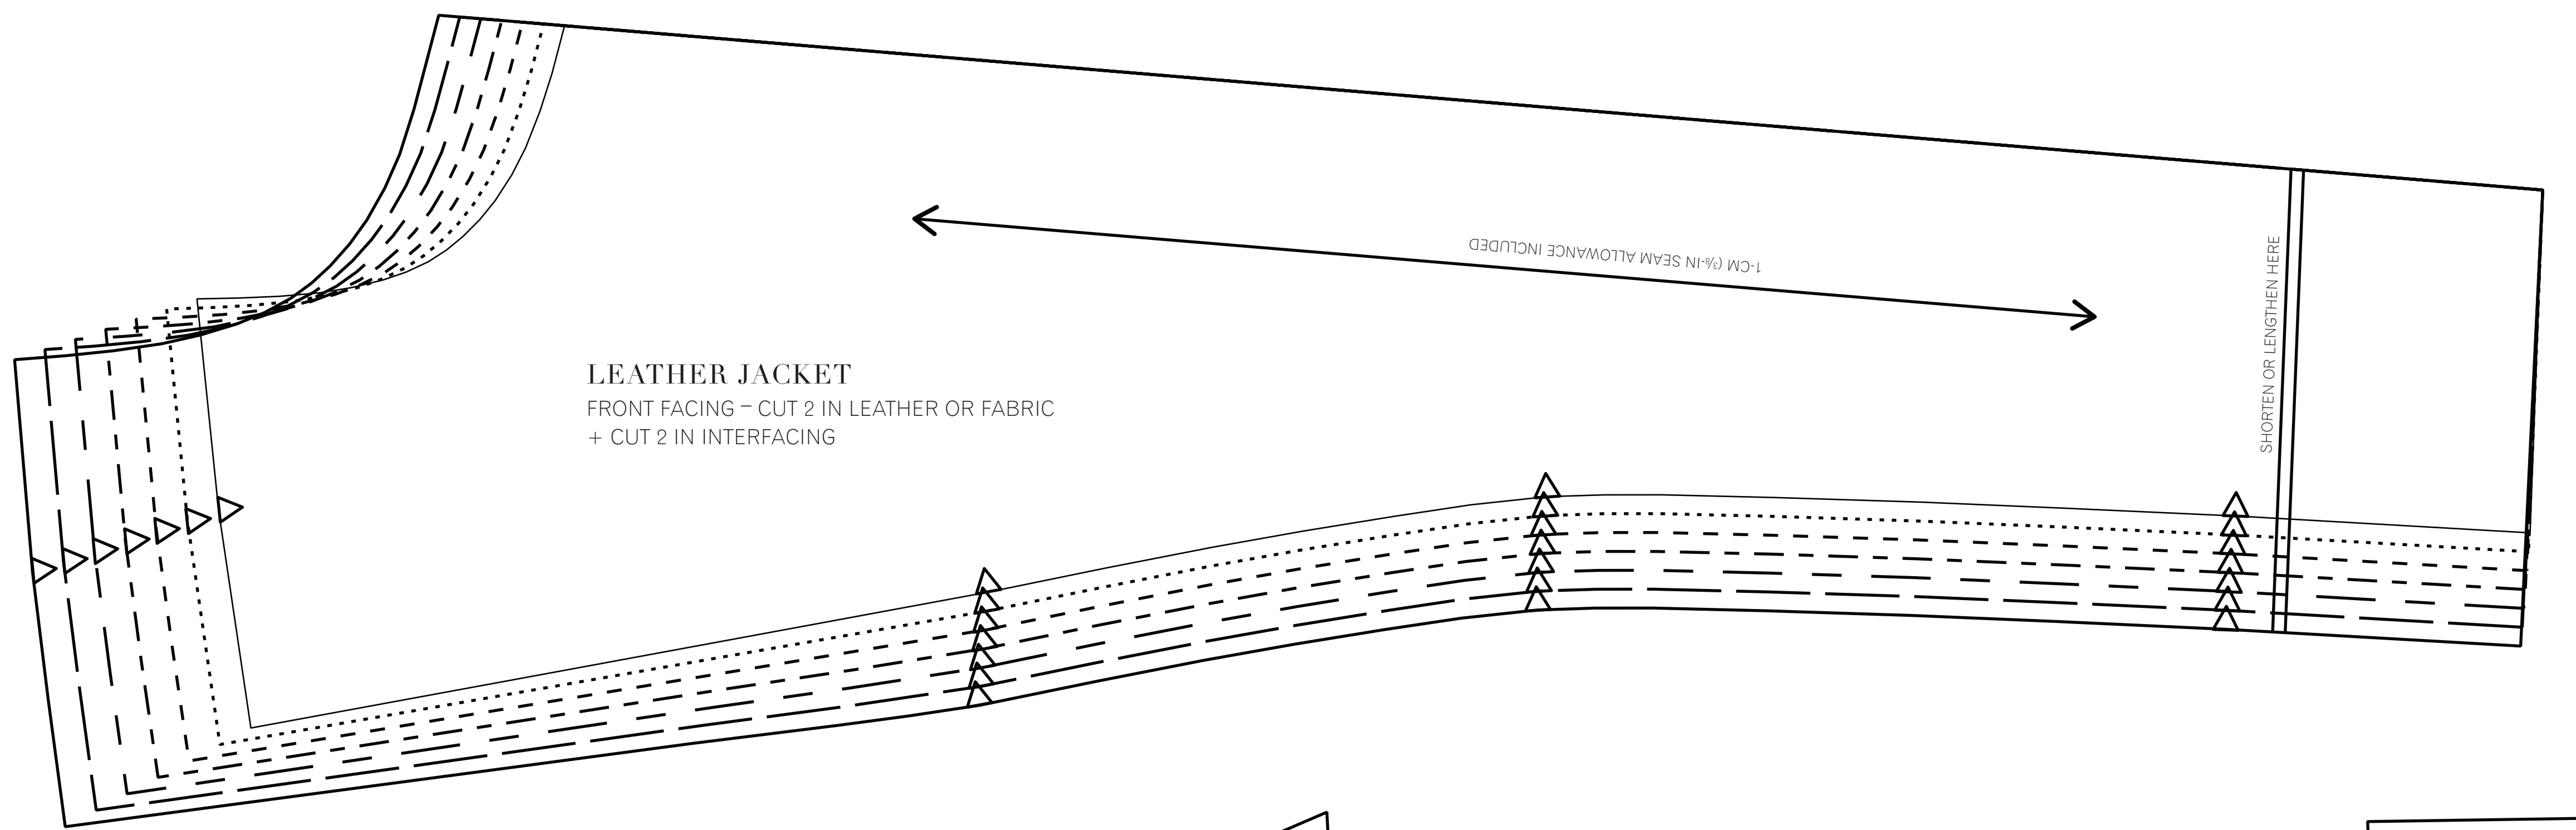 LEATHER JACKET
FRONT FACING – CUT 2 IN LEATHER OR FABRIC
+ CUT 2 IN INTERFACING
1-CM (⅜-IN SEAM ALLOWANCE INCLUDED
SHORTEN OR LENGTHEN HERE